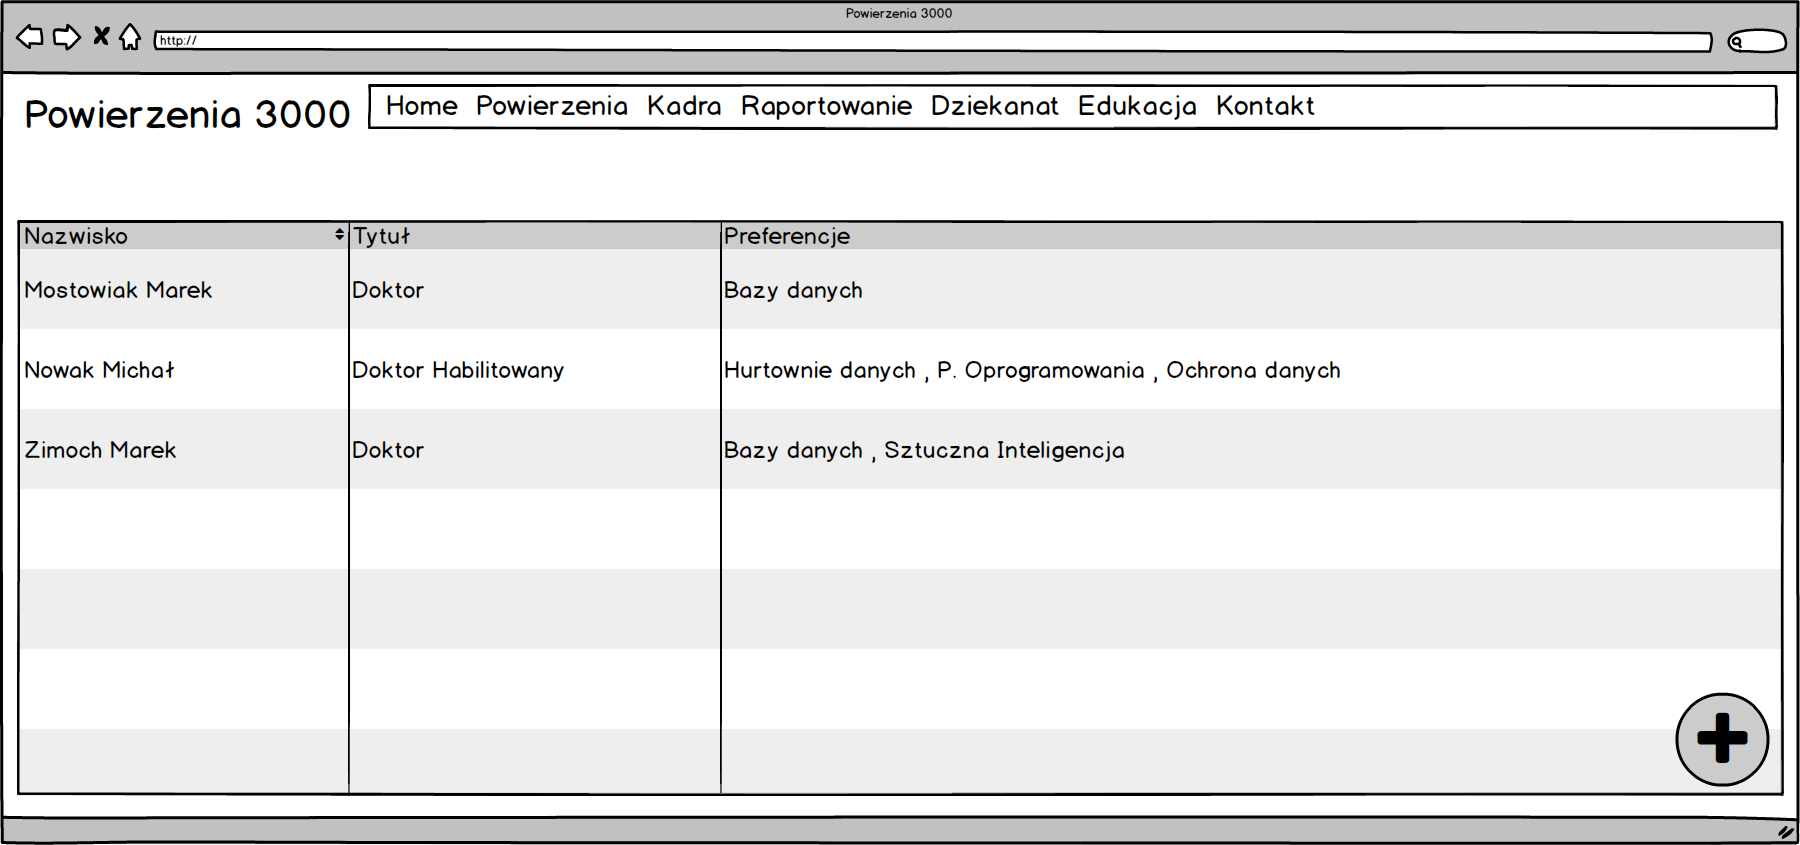 Powierzenia 3000
http://
Powierzenia 3000
Home Powierzenia Kadra Raportowanie Dziekanat Edukacja Kontakt
Nazwisko Tytuł Preferencje
Mostowiak Marek Doktor Bazy danych
Nowak Michał Doktor Habilitowany Hurtownie danych , P. Oprogramowania , Ochrona danych
Zimoch Marek Doktor Bazy danych , Sztuczna Inteligencja